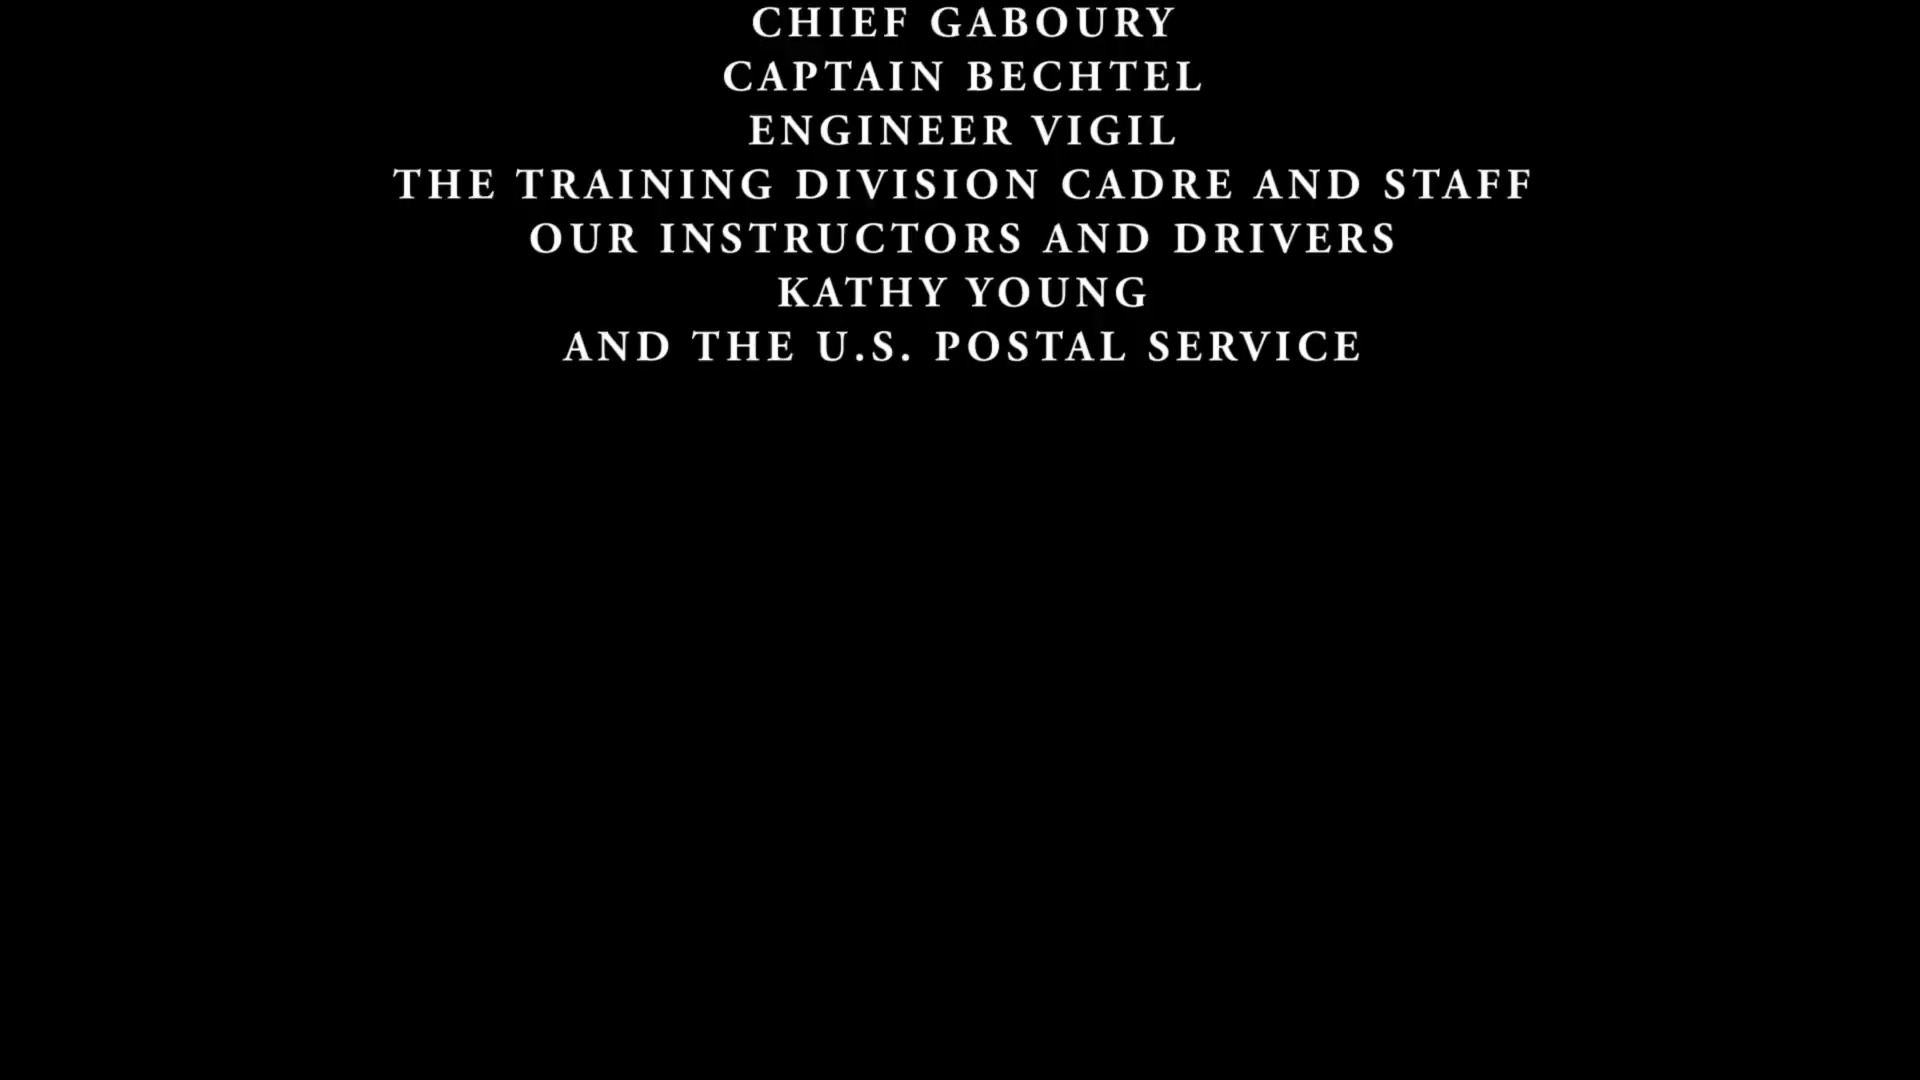 CHIEF GABOURY
CAPTAIN BECHTEL
ENGINEER VIGIL
THE TRAINING DIVISION CADRE AND STAFF
OUR INSTRUCTORS AND DRIVERS
KATHY YOUNG
AND THE U.S. POSTAL SERVICE